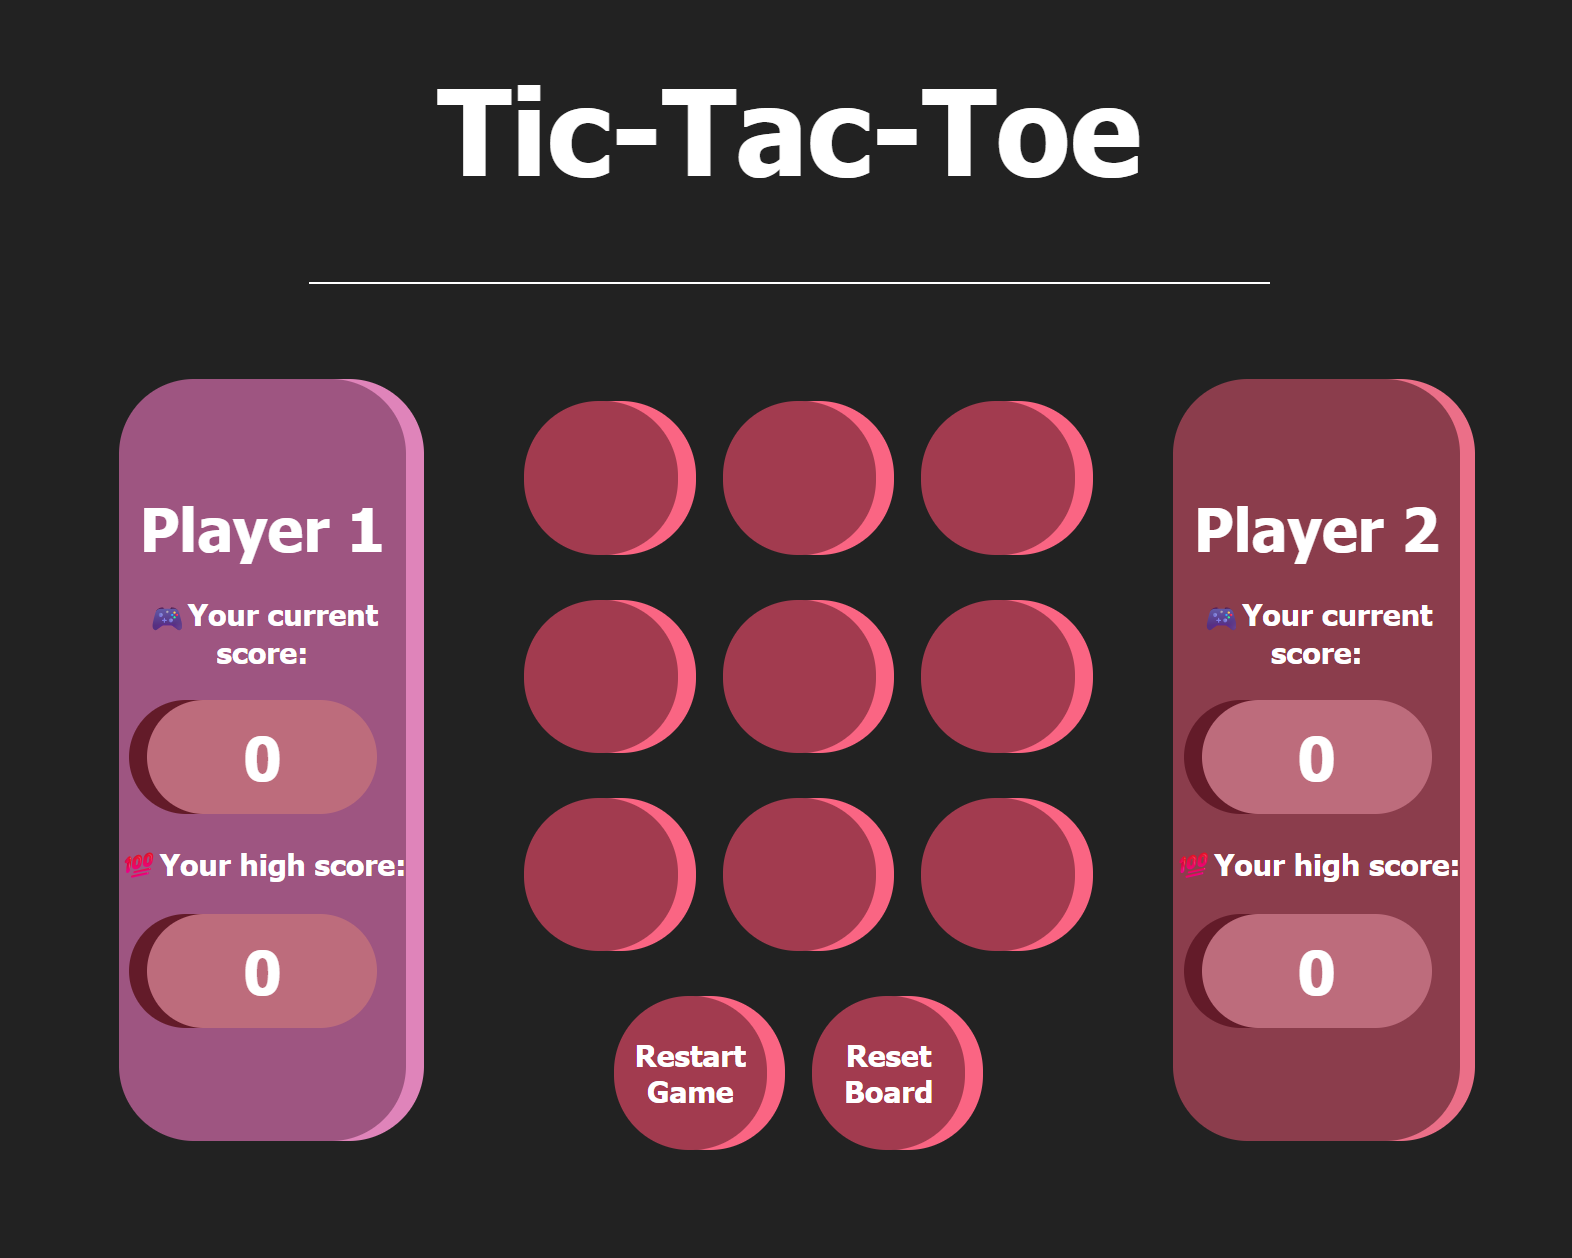 Tic-Tac-Toe
Player 1
🎮 Your current
score:
0
💯 Your high score:
0
Restart
Game
Reset
Board
Player 2
🎮 Your current
score:
0
💯 Your high score:
0